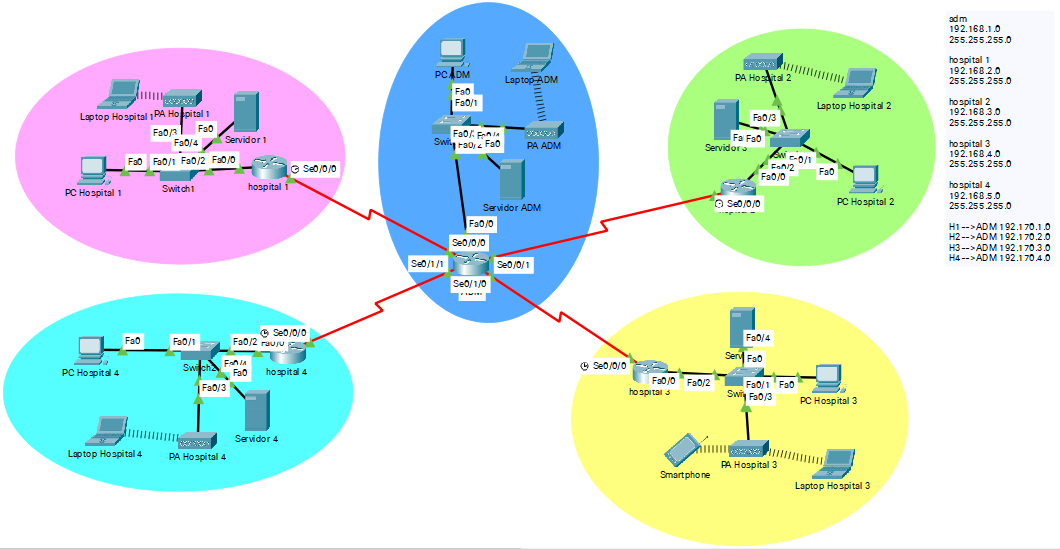 PC ADM
Laptop ADM
Fa0
Fa0/1
Fa0/4
Fa0/2
Fa0
PA ADM
Servidor ADM
Fa0/0
Se0/0/0
Se0/1/1
Se0/0/1
Se0/1/0
ADM
Laptop Hospital 1
PA Hospital 1
Fa0/3
Fa0/4
Fa0
Servidor 1
Fa0
Fa0/1
Fa0/2
Fa0/0
Se0/0/0
PC Hospital 1
Switch1
hospital 1
PA Hospital 2
Laptop Hospital 2
Fa0/3
Fa0
Servidor 3
Fa0/1
Fa0/2
Fa0/0
Fa0
PC Hospital 2
Se0/0/0
adm
192.168.1.0
255.255.255.0
hospital 1
192.168.2.0
255.255.255.0
hospital 2
192.168.3.0
255.255.255.0
hospital 3
192.168.4.0
255.255.255.0
hospital 4
192.168.5.0
255.255.255.0
H1-->ADM 192.170.1.0
H2-->ADM 192.170.2.0
H3-->ADM 192.170.3.0
H4-->ADM 192.170.4.0
Fa0
Fa0/1
Fa0/2
Fa0/0
Se0/0/0
PC Hospital 4
Switch2
hospital 4
Fa0/4
Fa0
Fa0/3
Servidor 4
Laptop Hospital 4
PA Hospital 4
Fa0/4
Fa0
Se0/0/0
Fa0/0
Fa0/2
Fa0/1
Fa0
hospital 3
Fa0/3
PC Hospital 3
Smartphone
PA Hospital 3
Laptop Hospital 3